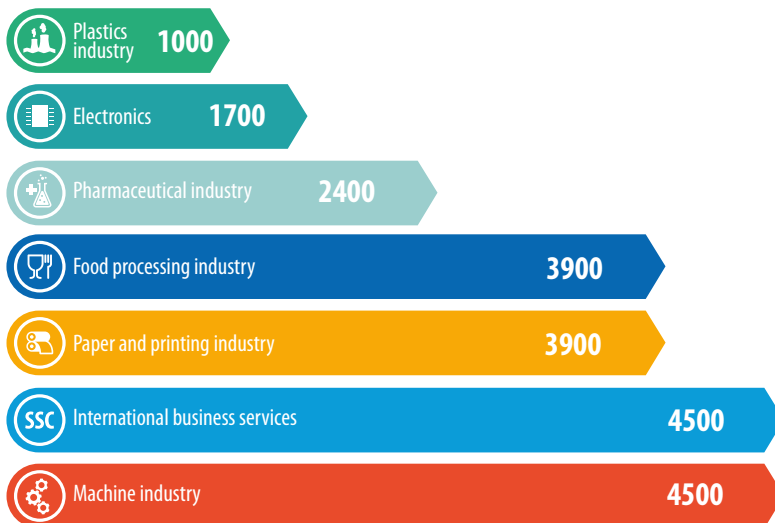 Plastics
industry 1000
Electronics 1700
Pharmaceutical industry 2400
Food processing industry 3900
Paper and printing industry 3900
SSC International business services 4500
Machine industry 4500